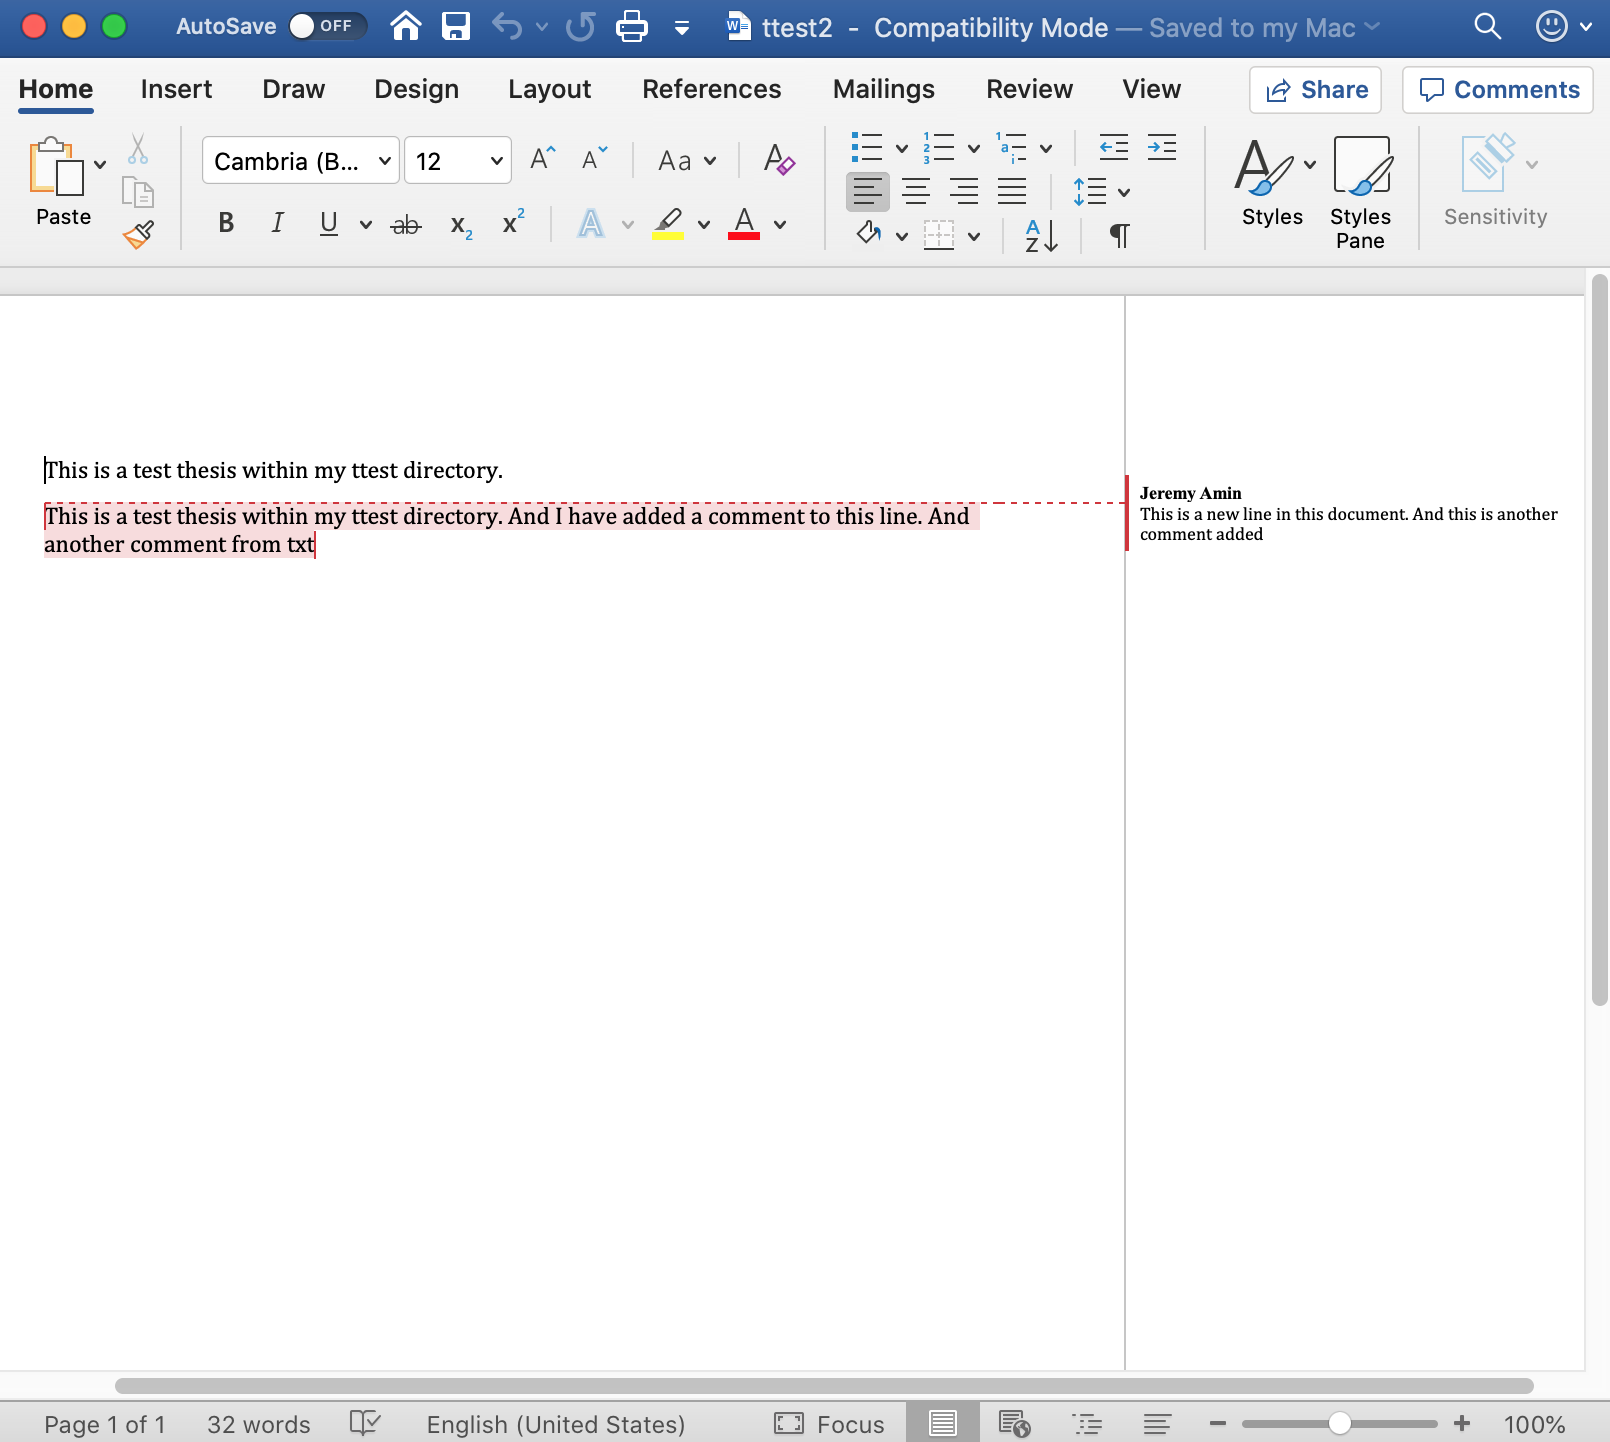 AutoSave OFF ttest2 - Compatibility Mode — Saved to my Mac
Home Insert Draw Design Layout References Mailings Review View Share Comments
Paste Cambria (B... 12 Aa Styles Styles Pane Sensitivity
B I U ab x2 x2 A A A Z
This is a test thesis within my ttest directory.
This is a test thesis within my ttest directory. And I have added a comment to this line. And
another comment from txt
Jeremy Amin
This is a new line in this document. And this is another
comment added
Page 1 of 1 32 words English (United States) Focus 100%